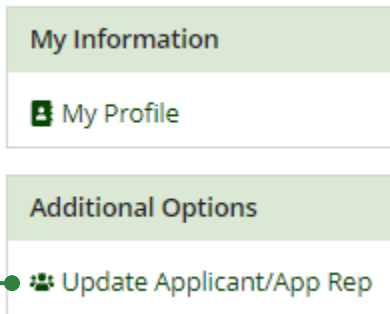 My Information
My Profile
Additional Options
Update Applicant/App Rep